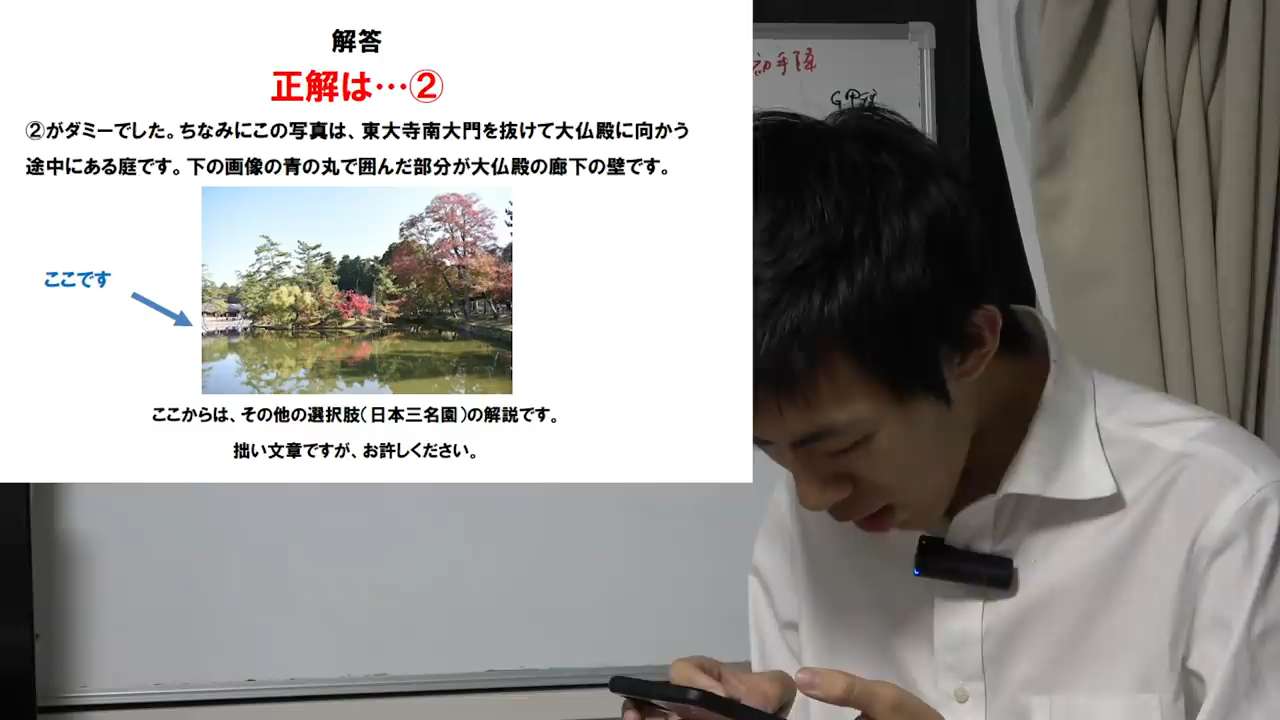 解答
正解は…②
②がダミーでした。ちなみにこの写真は、東大寺南大門を抜けて大仏殿に向かう
途中にある庭です。下の画像の青の丸で囲んだ部分が大仏殿の廊下の壁です。
ここです
ここからは、その他の選択肢（日本三名園）の解説です。
拙い文章ですが、お許しください。